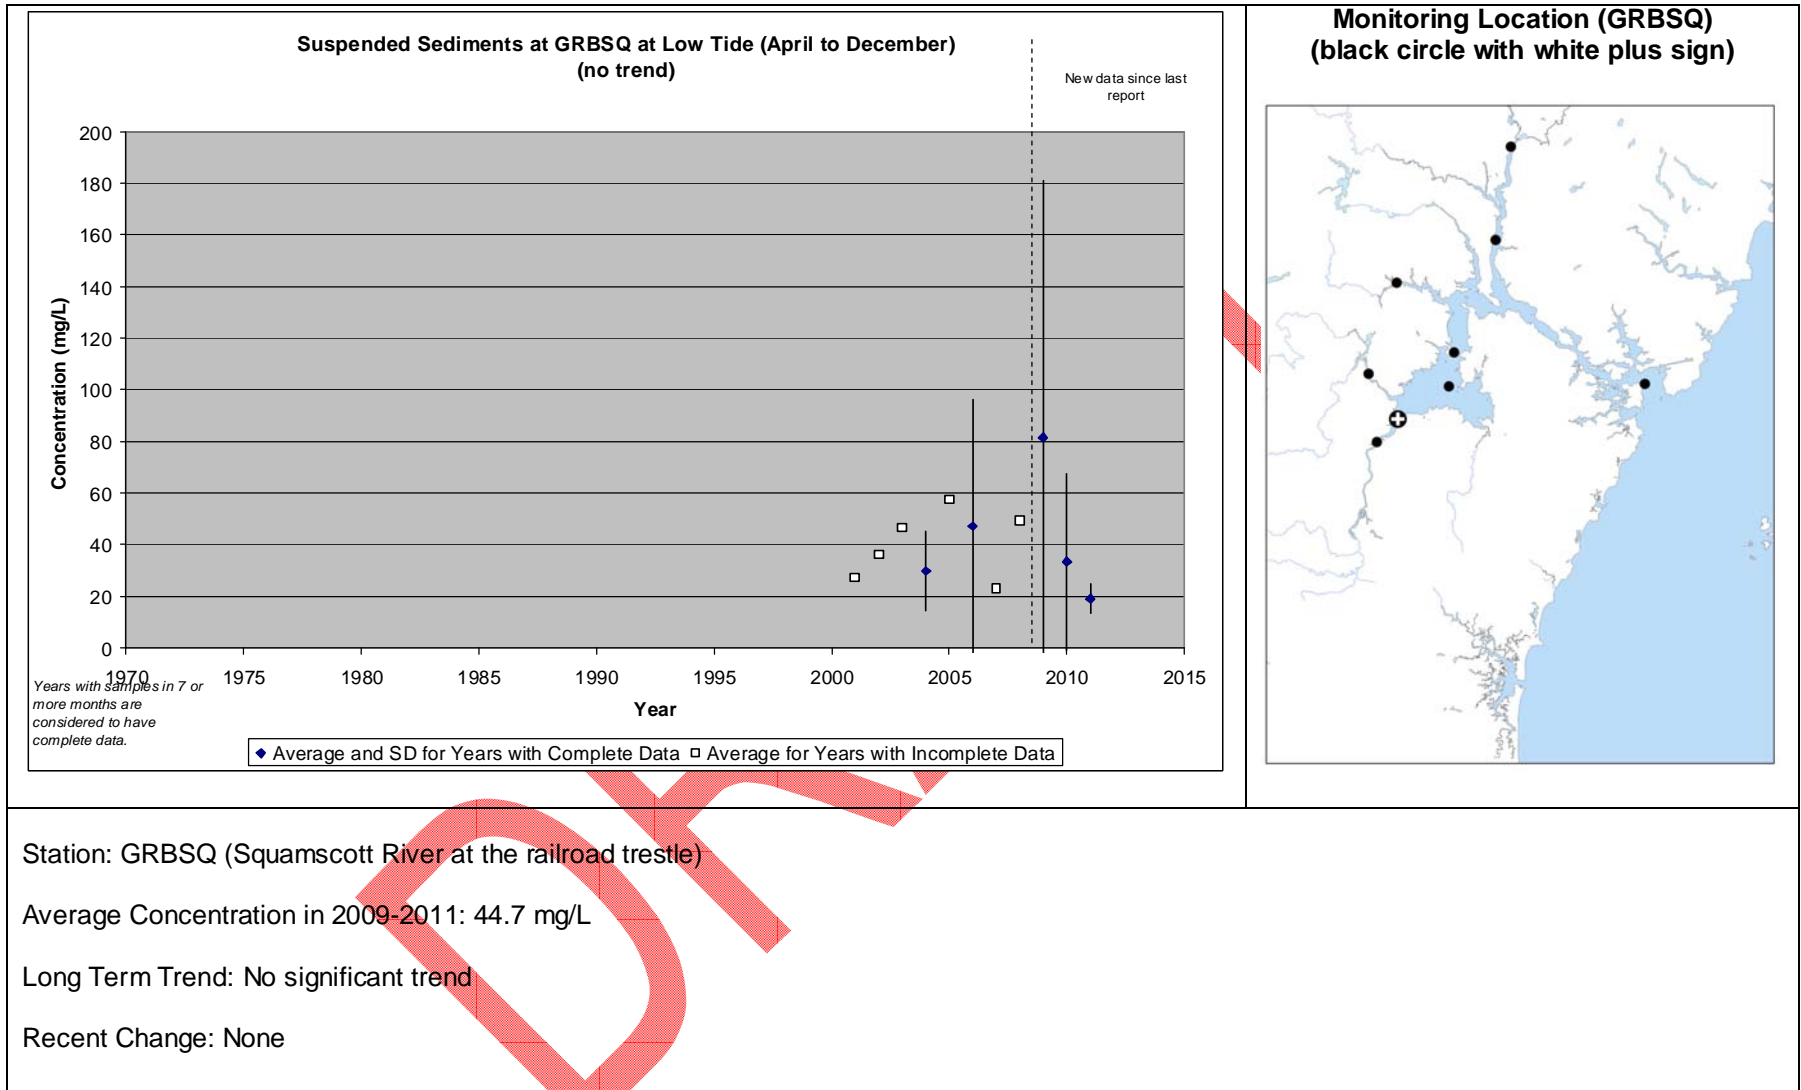 Suspended Sediments at GRBSQ at Low Tide (April to December)
(no trend)
New data since last
report
200
180
160
140
120
100
80
60
40
20
0
Concentration (mg/L)
1970 1975 1980 1985 1990 1995 2000 2005 2010 2015
Year
Years with samples in 7 or
more months are
considered to have
complete data.
Average and SD for Years with Complete Data Average for Years with Incomplete Data
Monitoring Location (GRBSQ)
(black circle with white plus sign)
Station: GRBSQ (Squamscott River at the railroad trestle)
Average Concentration in 2009-2011: 44.7 mg/L
Long Term Trend: No significant trend
Recent Change: None